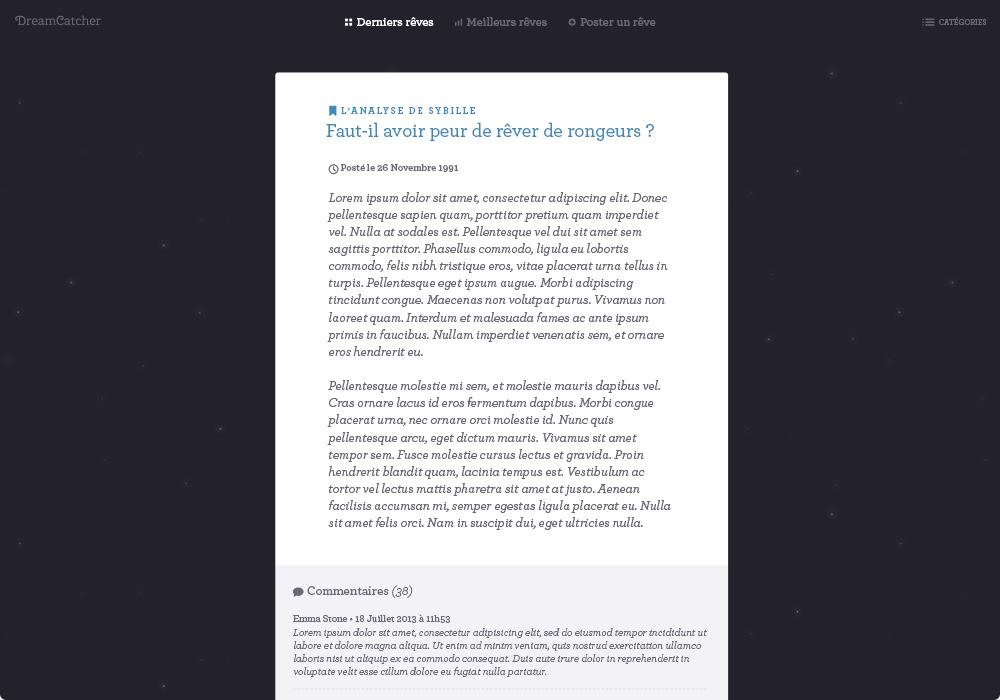 DreamCatcher
Derniers rêves
Meilleurs rêves
Poster un rêve
CATÉGORIES
L'ANALYSE DE SYBILLE
Faut-il avoir peur de rêver de rongeurs ?
Posté le 26 Novembre 1991
Lorem ipsum dolor sit amet, consectetur adipiscing elit. Donec
pellentesque sapien quam, porttitor pretium quam imperdiet
vel. Nulla at sodales est. Pellentesque vel dui sit amet sem
sagittis porttitor. Phasellus commodo, ligula eu lobortis
commodo, felis nibh tristique eros, vitae placerat urna tellus in
turpis. Pellentesque eget ipsum augue. Morbi adipiscing
tincidunt congue. Maecenas non volutpat purus. Vivamus non
laoreet quam. Interdum et malesuada fames ac ante ipsum
primis in faucibus. Nullam imperdiet venenatis sem, et ornare
eros hendrerit eu.
Pellentesque molestie mi sem, et molestie mauris dapibus vel.
Cras ornare lacus id eros fermentum dapibus. Morbi congue
placerat urna, nec ornare orci molestie id. Nunc quis
pellentesque arcu, eget dictum mauris. Vivamus sit amet
tempor sem. Fusce molestie cursus lectus et gravida. Proin
hendrerit blandit quam, lacinia tempus est. Vestibulum ac
tortor vel lectus mattis pharetra sit amet at justo. Aenean
facilisis accumsan mi, semper egestas ligula placerat eu. Nulla
sit amet felis orci. Nam in suscipit dui, eget ultricies nulla.
Commentaires (38)
Emma Stone • 18 Juillet 2013 à 11h53
Lorem ipsum dolor sit amet, consectetur adipisicing elit, sed do eiusmod tempor incididunt ut
labore et dolore magna aliqua. Ut enim ad minim veniam, quis nostrud exercitation ullamco
laboris nisi ut aliquip ex ea commodo consequat. Duis aute irure dolor in reprehenderit in
voluptate velit esse cillum dolore eu fugiat nulla pariatur.